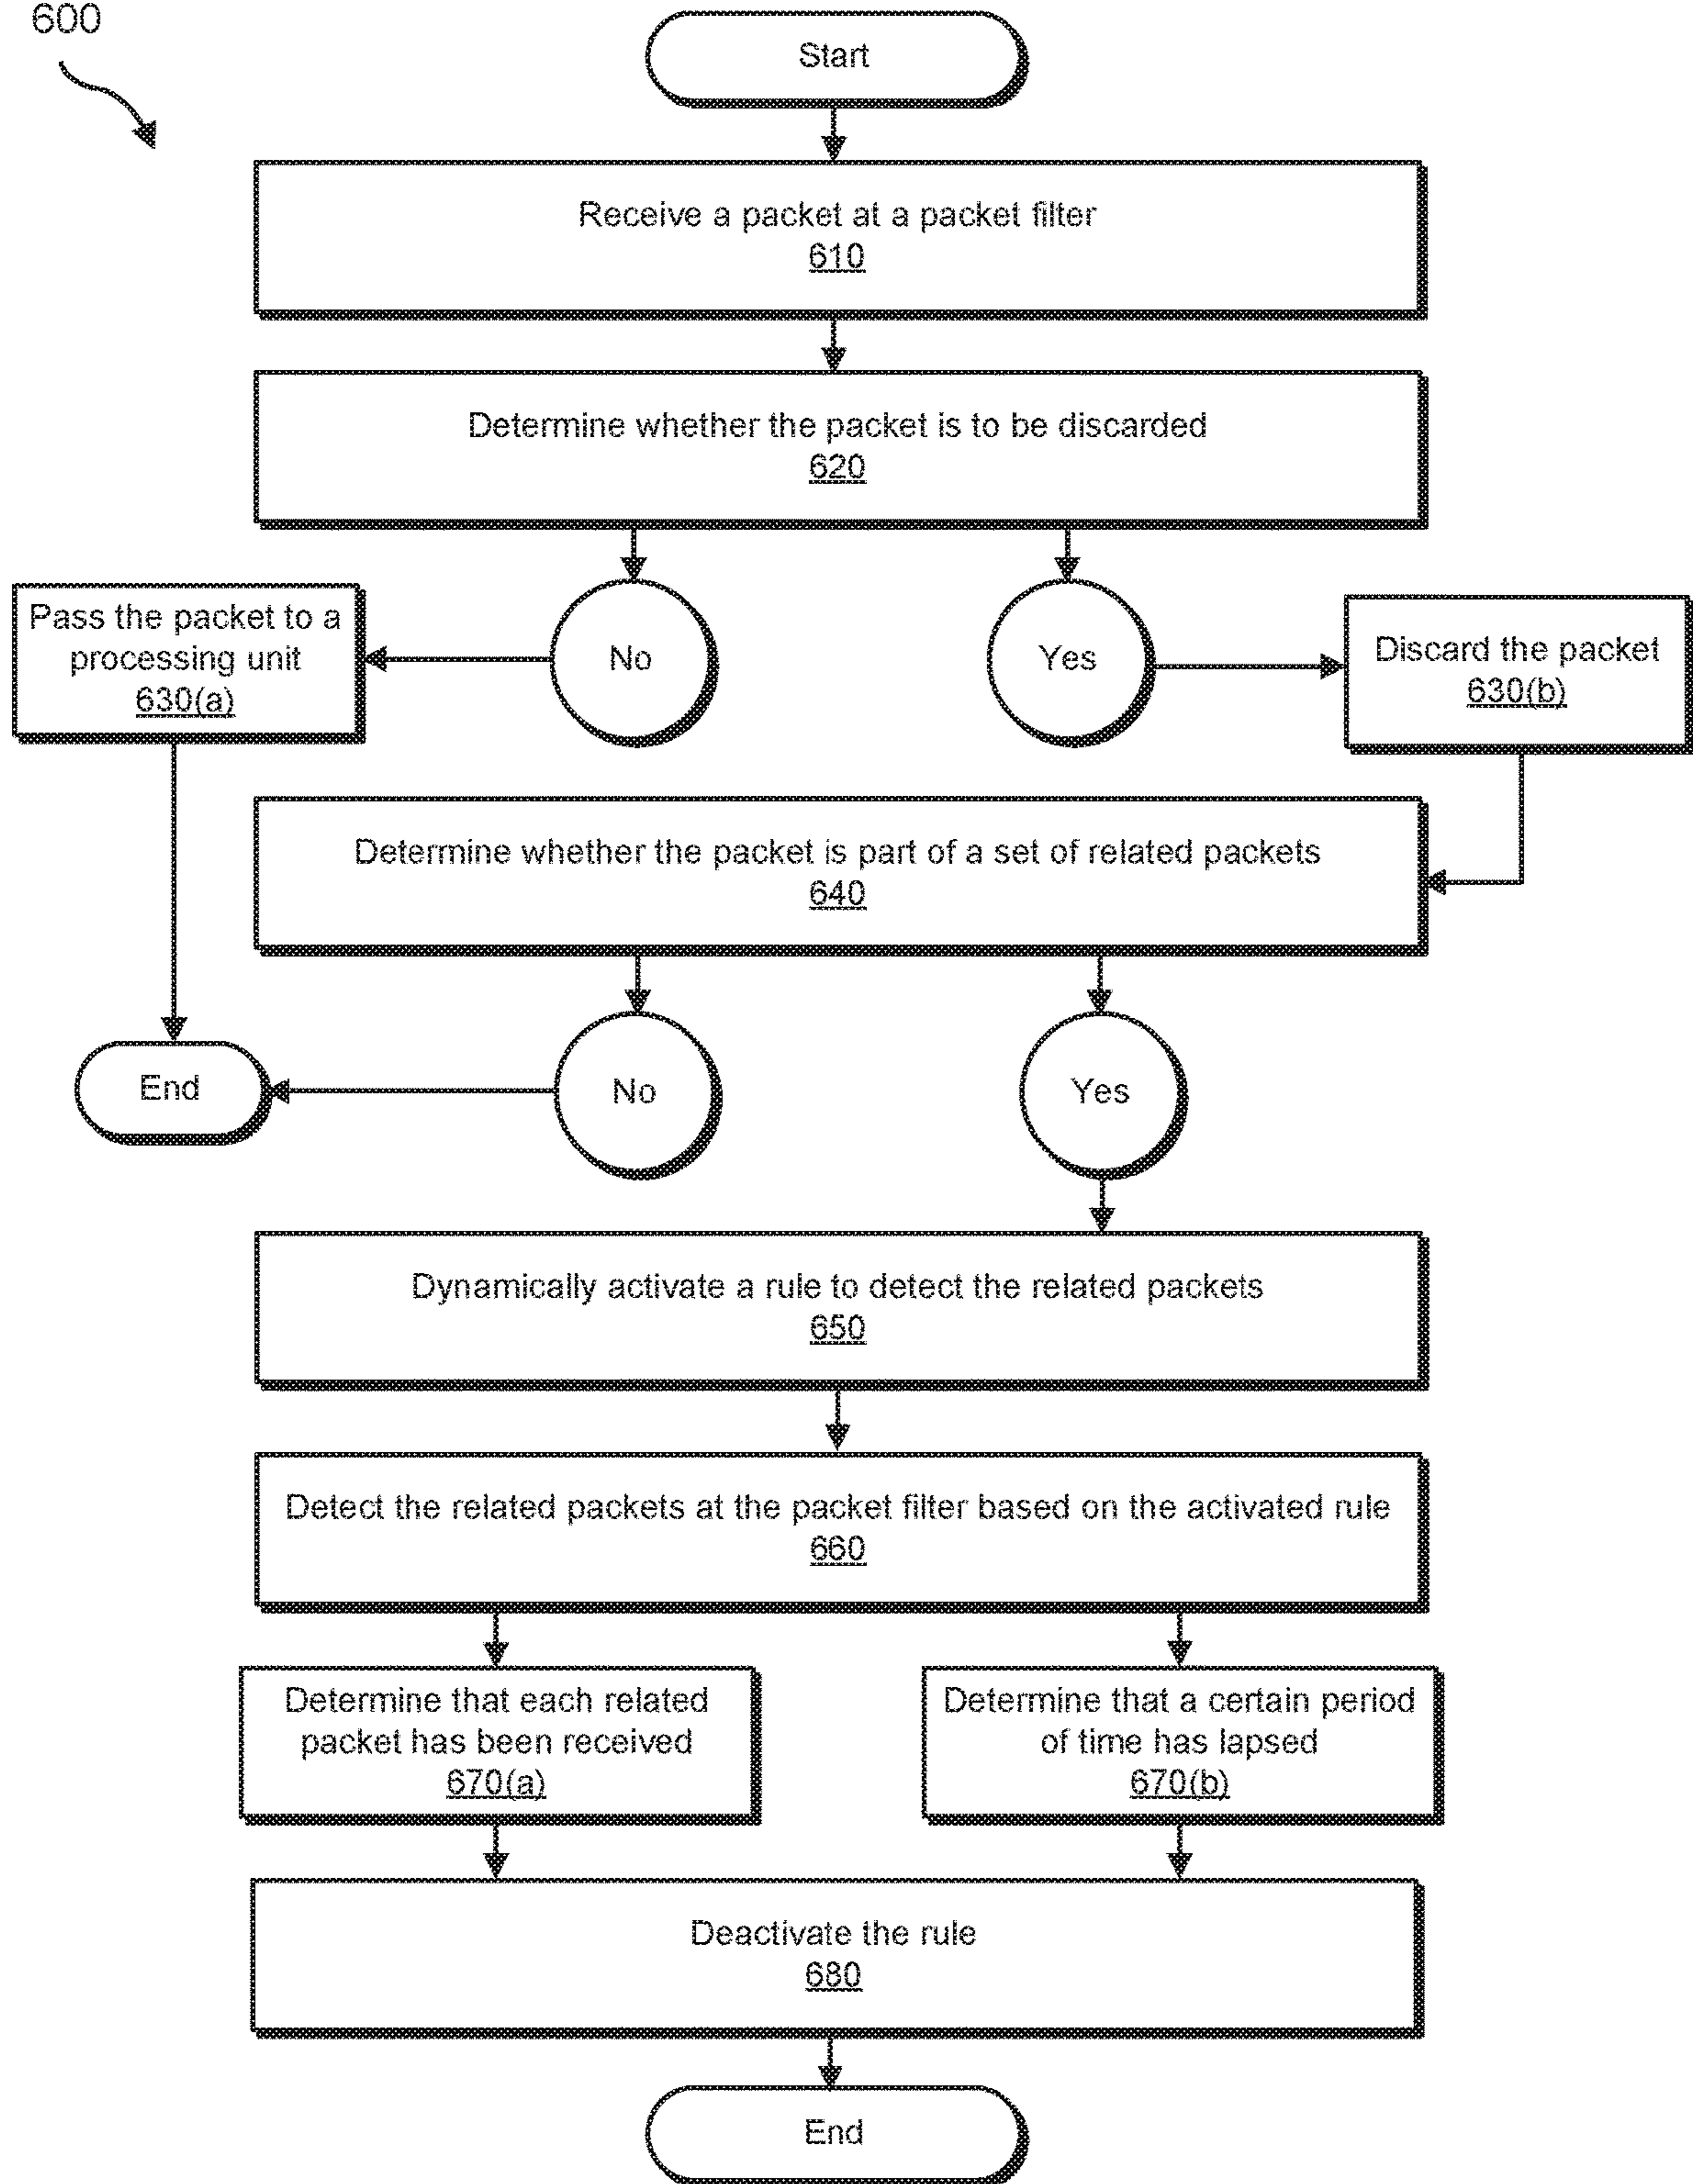 600
Start
Receive a packet at a packet filter
610
Determine whether the packet is to be discarded
620
Pass the packet to a
processing unit
630(a)
No
Yes
Discard the packet
630(b)
Determine whether the packet is part of a set of related packets
640
End
No
Yes
Dynamically activate a rule to detect the related packets
650
Detect the related packets at the packet filter based on the activated rule
660
Determine that each related
packet has been received
670(a)
Determine that a certain period
of time has lapsed
670(b)
Deactivate the rule
680
End